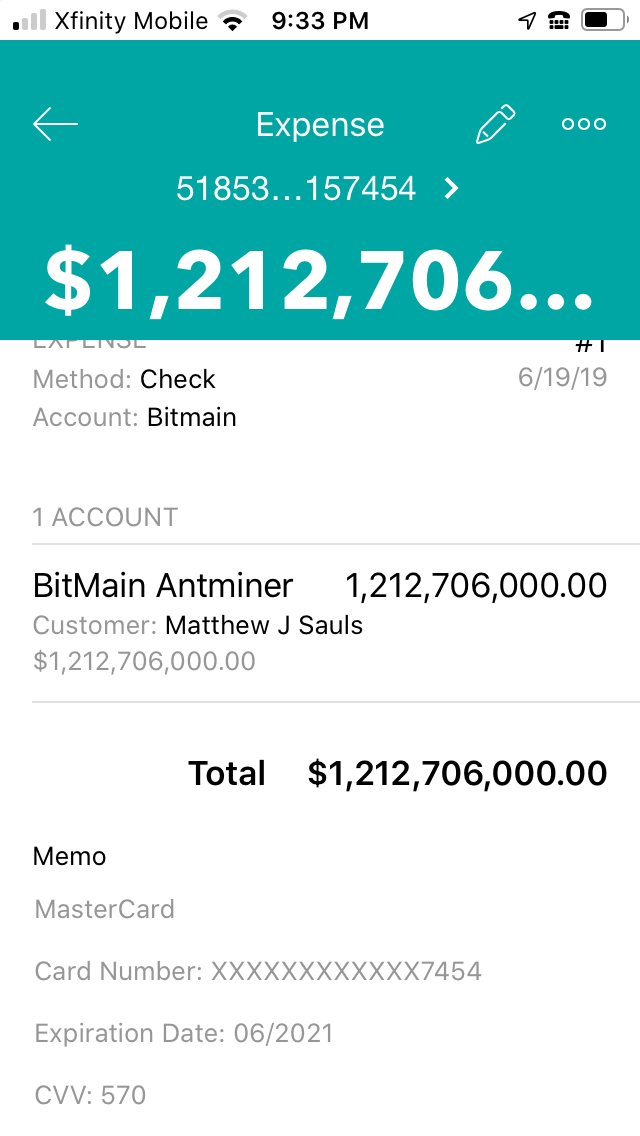 Xfinity Mobile 9:33 PM
Expense
51853...157454
$1,212,706...
EXPENSE #1
Method: Check 6/19/19
Account: Bitmain
1 ACCOUNT
BitMain Antminer 1,212,706,000.00
Customer: Matthew J Sauls
$1,212,706,000.00
Total $1,212,706,000.00
Memo
MasterCard
Card Number: XXXXXXXXXXXX7454
Expiration Date: 06/2021
CVV: 570